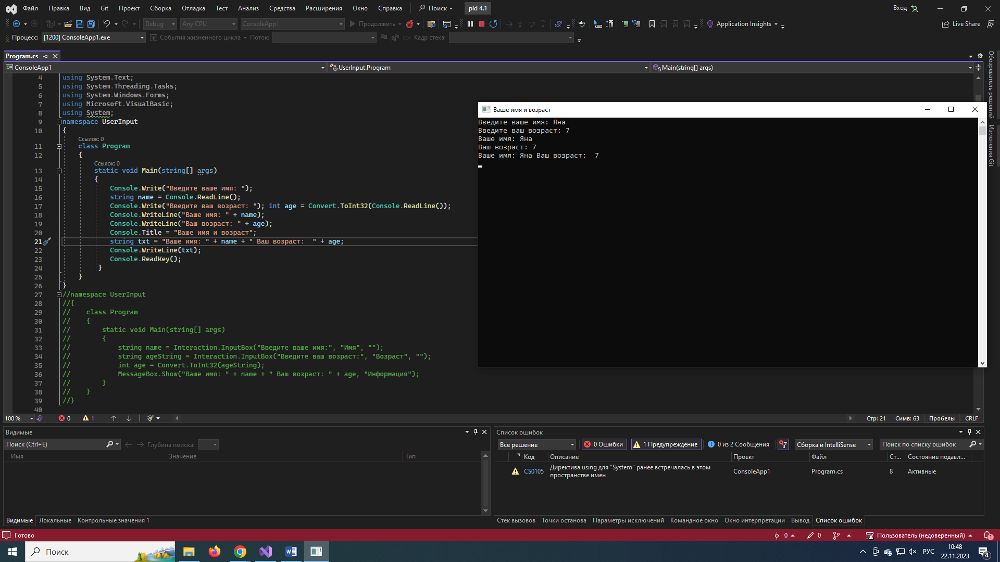 Файл Правка Вид Git Проект Сборка Отладка Тест Анализ Средства Расширения Окно Справка Поиск pid 4.1 Вход
Debug Any CPU ConsoleApp1 Продолжить Application Insights Live Share
Процесс: [1200] ConsoleApp1.exe События жизненного цикла Поток: Кадр стека:
Program.cs
C# ConsoleApp1 UserInput.Program Main(string[] args)
Обозреватель решений
Изменения Git
4 using System.Text;
5 using System.Threading.Tasks;
6 using System.Windows.Forms;
7 using Microsoft.VisualBasic;
8 using System;
9 namespace UserInput
10 {
Ссылок: 0
11 class Program
12 {
Ссылок: 0
13 static void Main(string[] args)
14 {
15 Console.Write("Введите ваше имя: ");
16 string name = Console.ReadLine();
17 Console.Write("Введите ваш возраст: "); int age = Convert.ToInt32(Console.ReadLine());
18 Console.WriteLine("Ваше имя: " + name);
19 Console.WriteLine("Ваш возраст: " + age);
20 Console.Title = "Ваше имя и возраст";
21 string txt = "Ваше имя: " + name + " Ваш возраст:  " + age;
22 Console.WriteLine(txt);
23 Console.ReadKey();
24 }
25 }
26 }
27 //namespace UserInput
28 //{
29 //    class Program
30 //    {
31 //        static void Main(string[] args)
32 //        {
33 //            string name = Interaction.InputBox("Введите ваше имя:", "Имя", "");
34 //            string ageString = Interaction.InputBox("Введите ваш возраст:", "Возраст", "");
35 //            int age = Convert.ToInt32(ageString);
36 //            MessageBox.Show("Ваше имя: " + name + " Ваш возраст: " + age, "Информация");
37 //        }
38 //    }
39 //}
40
Ваше имя и возраст
Введите ваше имя: Яна
Введите ваш возраст: 7
Ваше имя: Яна
Ваш возраст: 7
Ваше имя: Яна Ваш возраст:  7
100 % 0 1 Стр: 21 Симв: 63 Пробелы CRLF
Видимые
Поиск (Ctrl+E) Глубина поиска:
Имя Значение Тип
Видимые Локальные Контрольные значения 1
Список ошибок
Все решение 0 Ошибки 1 Предупреждение 0 из 2 Сообщения Сборка и IntelliSense Поиск по списку ошибок
Код Описание Проект Файл Ст... Состояние подавл...
CS0105 Директива using для "System" ранее встречалась в этом пространстве имен ConsoleApp1 Program.cs 8 Активные
Стек вызовов Точки останова Параметры исключений Командное окно Окно интерпретации Вывод Список ошибок
Готово 0 0 Пользователь (недоверенный) 1
Поиск РУС 10:48
22.11.2023 4